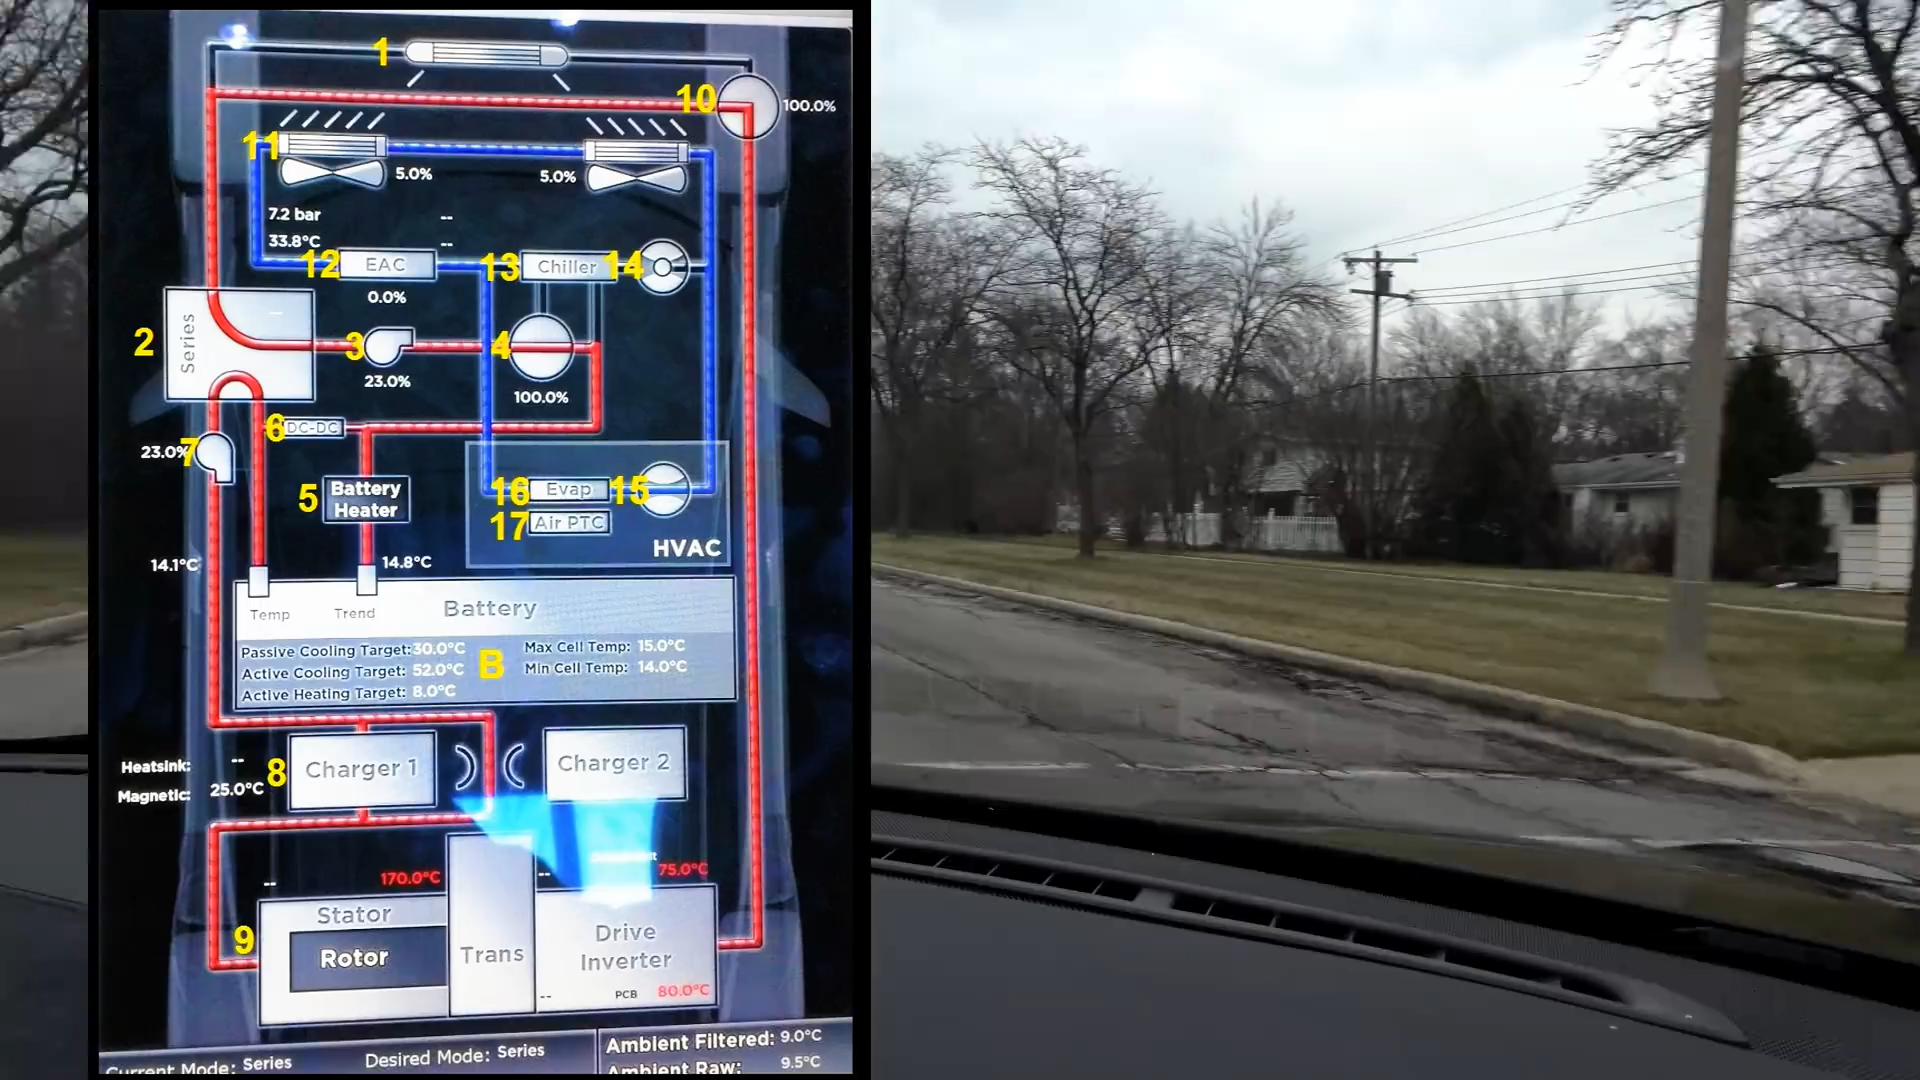 1
10
100.0%
11
5.0%
5.0%
7.2 bar
--
33.8°C
--
12 EAC
13 Chiller 14
0.0%
2
Series
3
4
23.0%
100.0%
6 DC-DC
23.0%
7
5 Battery
Heater
16 Evap 15
17 Air PTC
HVAC
14.1°C
14.8°C
Temp
Trend
Battery
Passive Cooling Target: 30.0°C
Active Cooling Target: 52.0°C
Active Heating Target: 8.0°C
B
Max Cell Temp: 15.0°C
Min Cell Temp: 14.0°C
Heatsink: --
Magnetic: 25.0°C
8 Charger 1
Charger 2
--
170.0°C
--
75.0°C
9
Stator
Rotor
Trans
Drive
Inverter
--
PCB 80.0°C
Current Mode: Series
Desired Mode: Series
Ambient Filtered: 9.0°C
Ambient Raw: 9.5°C